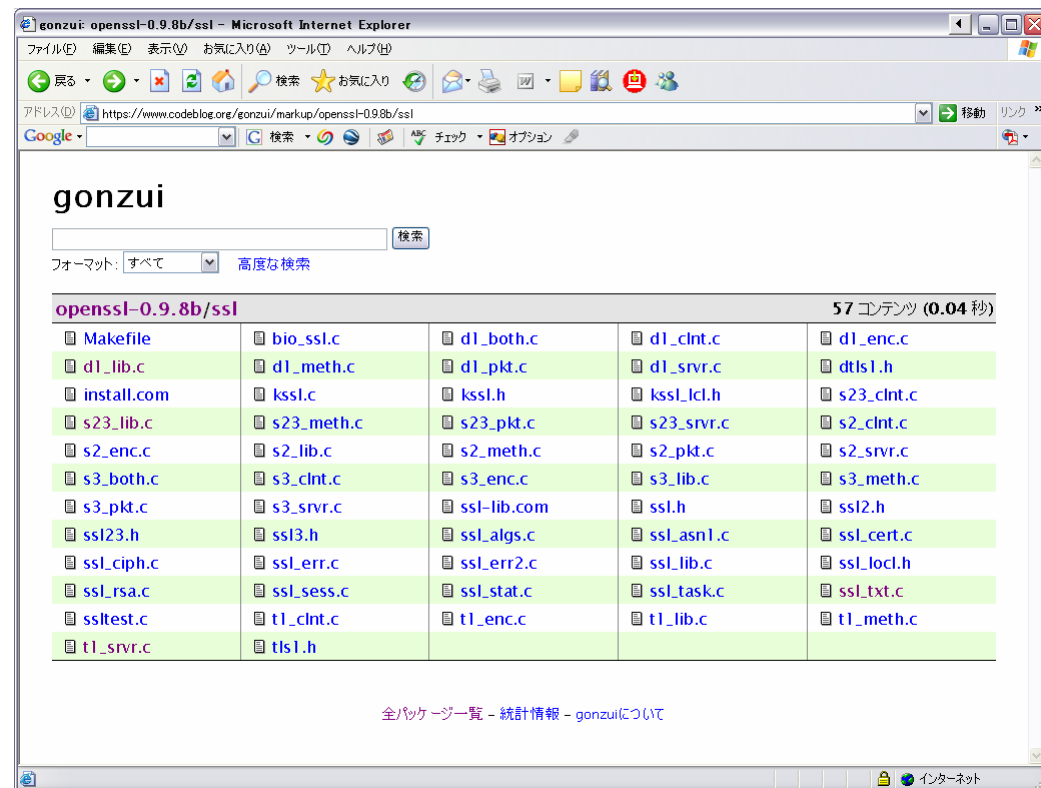 gonzui: openssl-0.9.8b/ssl - Microsoft Internet Explorer
ファイル(F) 編集(E) 表示(V) お気に入り(A) ツール(T) ヘルプ(H)
戻る 検索 お気に入り
アドレス(D) https://www.codeblog.org/gonzui/markup/openssl-0.9.8b/ssl 移動 リンク »
Google 検索 ABC チェック オプション
gonzui
検索
フォーマット: すべて 高度な検索
openssl-0.9.8b/ssl 57 コンテンツ (0.04 秒)
Makefile bio_ssl.c d1_both.c d1_clnt.c d1_enc.c
d1_lib.c d1_meth.c d1_pkt.c d1_srvr.c dtls1.h
install.com kssl.c kssl.h kssl_lcl.h s23_clnt.c
s23_lib.c s23_meth.c s23_pkt.c s23_srvr.c s2_clnt.c
s2_enc.c s2_lib.c s2_meth.c s2_pkt.c s2_srvr.c
s3_both.c s3_clnt.c s3_enc.c s3_lib.c s3_meth.c
s3_pkt.c s3_srvr.c ssl-lib.com ssl.h ssl2.h
ssl23.h ssl3.h ssl_algs.c ssl_asn1.c ssl_cert.c
ssl_ciph.c ssl_err.c ssl_err2.c ssl_lib.c ssl_locl.h
ssl_rsa.c ssl_sess.c ssl_stat.c ssl_task.c ssl_txt.c
ssltest.c t1_clnt.c t1_enc.c t1_lib.c t1_meth.c
t1_srvr.c tls1.h
全パッケージ一覧 - 統計情報 - gonzuiについて
インターネット